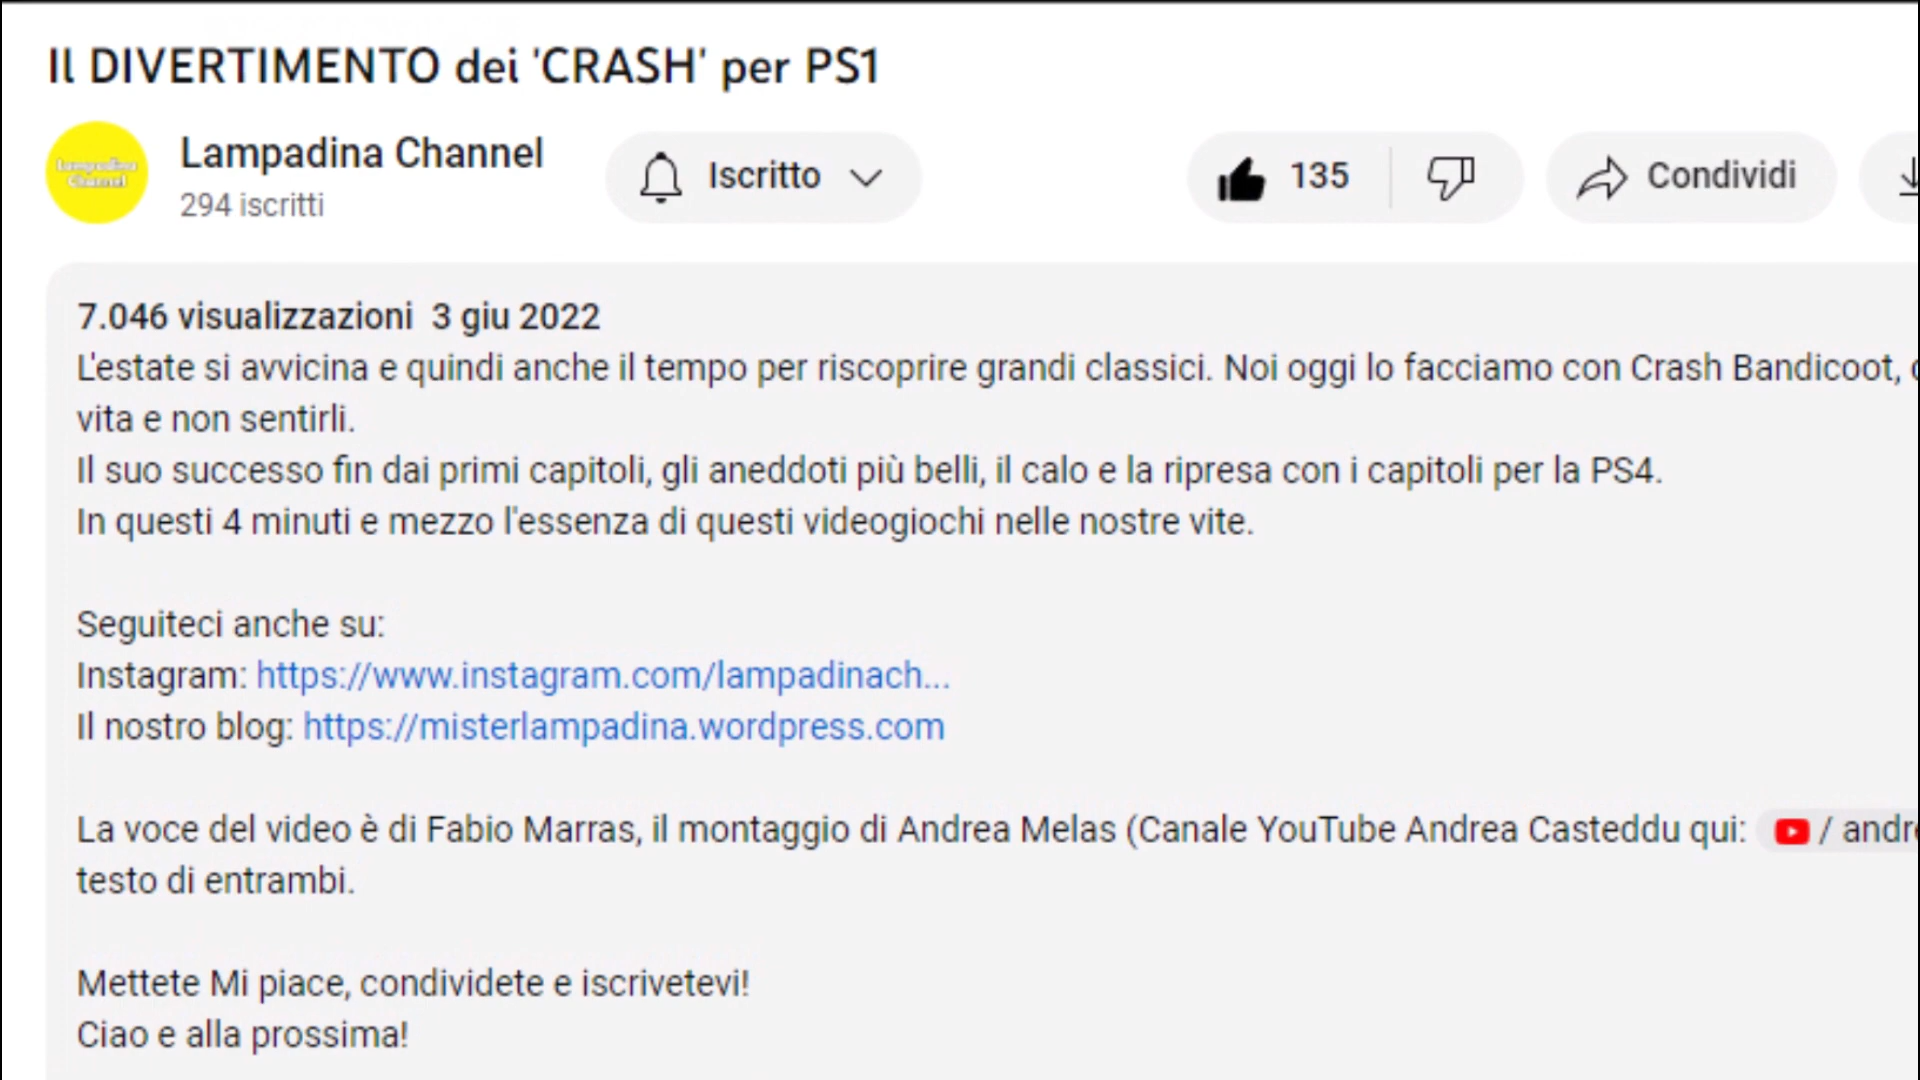 Il DIVERTIMENTO dei 'CRASH' per PS1
Lampadina Channel
Lampadina
Channel
294 iscritti
Iscritto
135
Condividi
7.046 visualizzazioni 3 giu 2022
L'estate si avvicina e quindi anche il tempo per riscoprire grandi classici. Noi oggi lo facciamo con Crash Bandicoot,
vita e non sentirli.
Il suo successo fin dai primi capitoli, gli aneddoti più belli, il calo e la ripresa con i capitoli per la PS4.
In questi 4 minuti e mezzo l'essenza di questi videogiochi nelle nostre vite.
Seguiteci anche su:
Instagram: https://www.instagram.com/lampadinach...
Il nostro blog: https://misterlampadina.wordpress.com
La voce del video è di Fabio Marras, il montaggio di Andrea Melas (Canale YouTube Andrea Casteddu qui: / andr
testo di entrambi.
Mettete Mi piace, condividete e iscrivetevi!
Ciao e alla prossima!